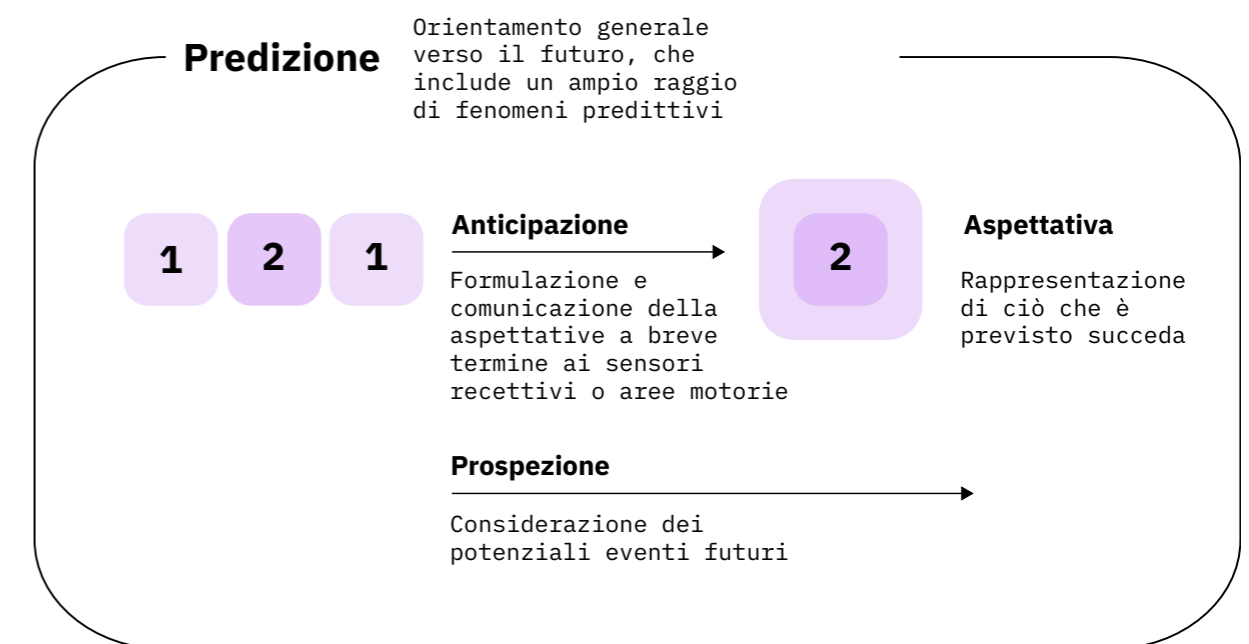 Predizione
Orientamento generale
verso il futuro, che
include un ampio raggio
di fenomeni predittivi
1 2 1
Anticipazione
Formulazione e
comunicazione della
aspettative a breve
termine ai sensori
recettivi o aree motorie
2
Aspettativa
Rappresentazione
di ciò che è
previsto succeda
Prospezione
Considerazione dei
potenziali eventi futuri